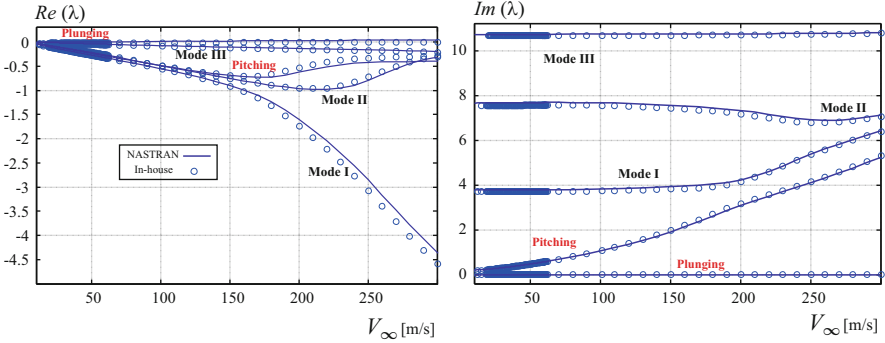 Re (λ)
Plunging
0
-0.5
-1
-1.5
-2
-2.5
-3
-3.5
-4
-4.5
Mode III
Pitching
Mode II
Mode I
NASTRAN
In-house
50
100
150
200
250
V∞ [m/s]
Im (λ)
10
8
6
4
2
0
Mode III
Mode II
Mode I
Pitching
Plunging
50
100
150
200
250
300
V∞ [m/s]